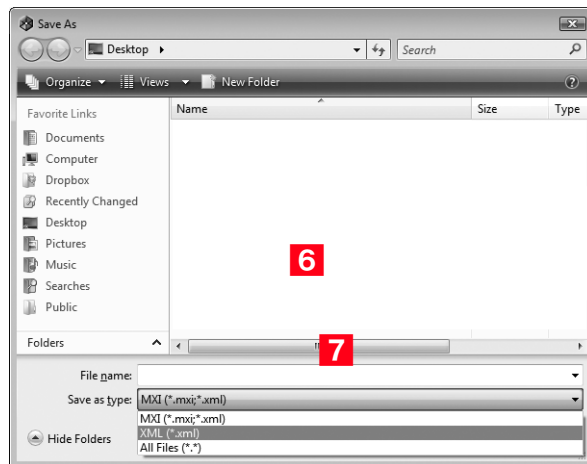 Save As
Desktop
Search
Organize Views New Folder
Favorite Links
Documents
Computer
Dropbox
Recently Changed
Desktop
Pictures
Music
Searches
Public
Folders
Name Size Type
6
7
File name:
Save as type: MXI (*.mxi;*.xml)
MXI (*.mxi;*.xml)
XML (*.xml)
All Files (*.*)
Hide Folders